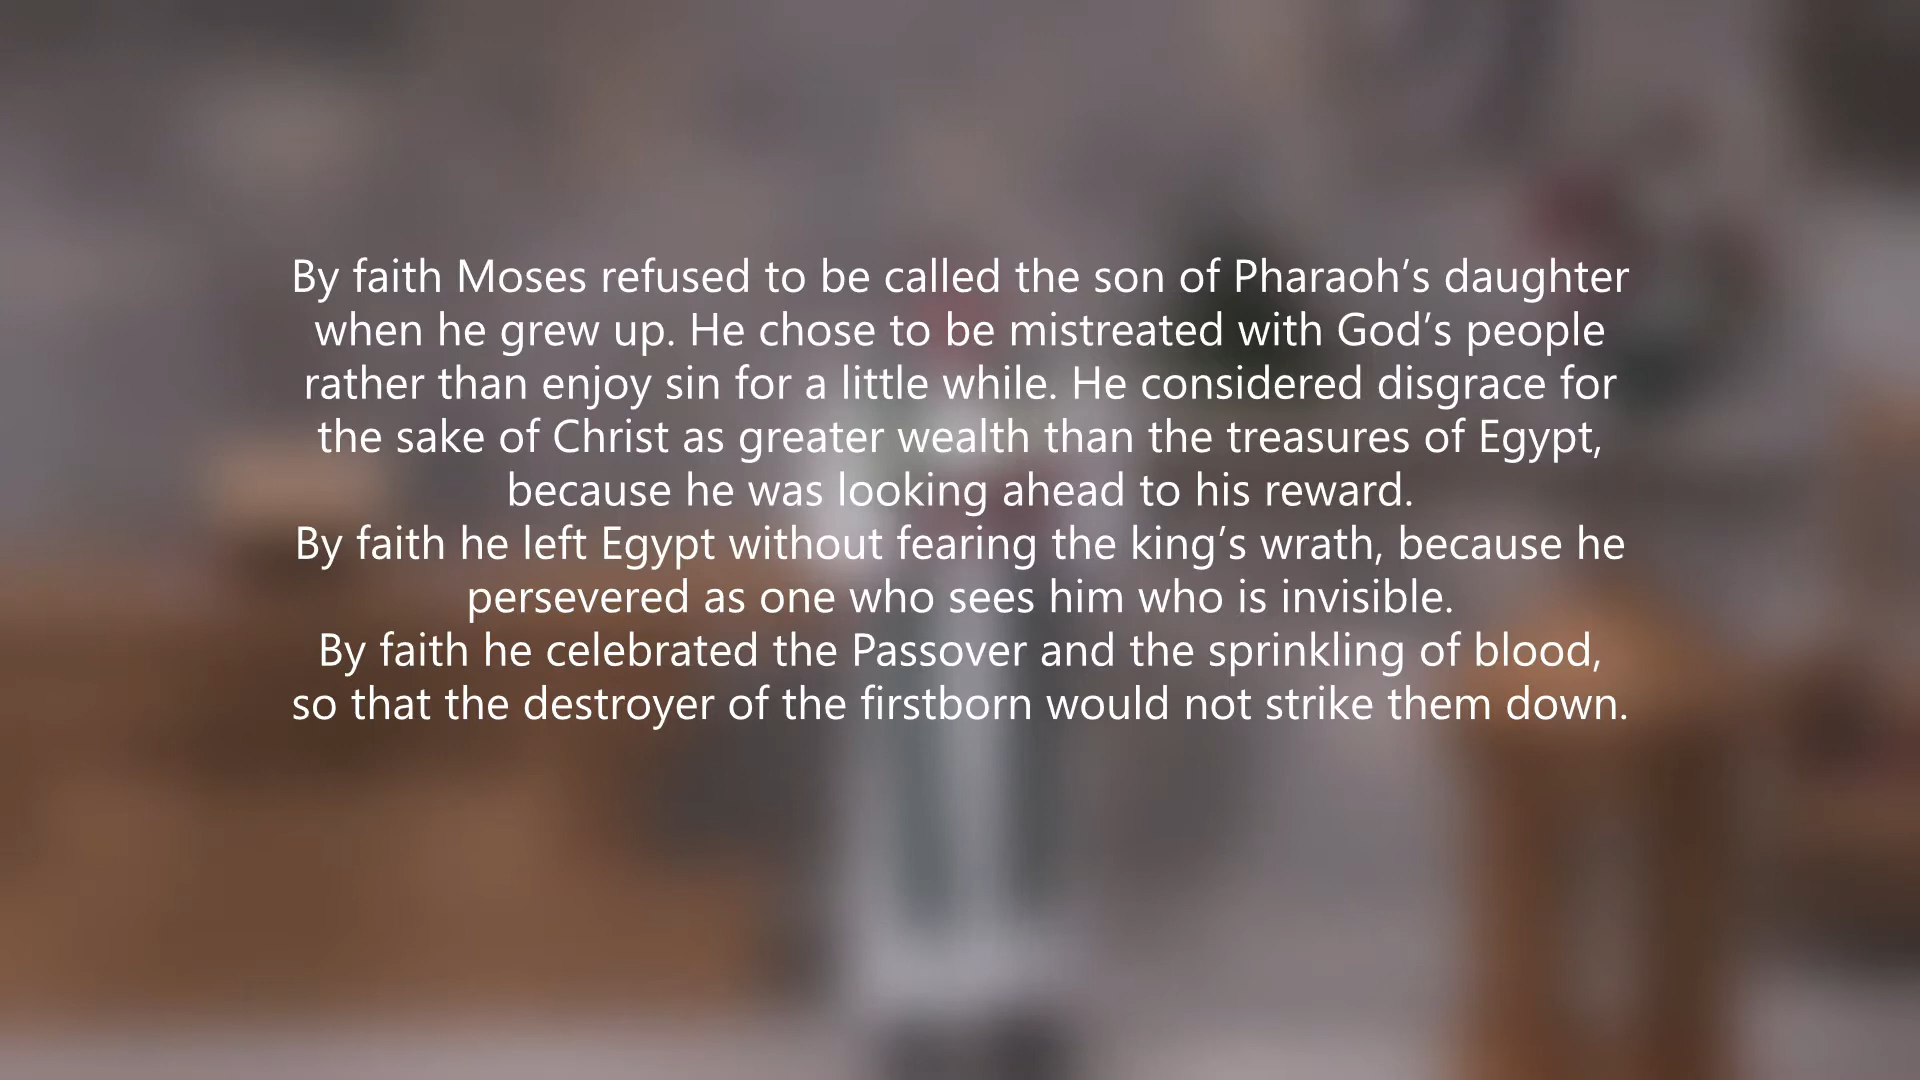 By faith Moses refused to be called the son of Pharaoh’s daughter
when he grew up. He chose to be mistreated with God’s people
rather than enjoy sin for a little while. He considered disgrace for
the sake of Christ as greater wealth than the treasures of Egypt,
because he was looking ahead to his reward.
By faith he left Egypt without fearing the king’s wrath, because he
persevered as one who sees him who is invisible.
By faith he celebrated the Passover and the sprinkling of blood,
so that the destroyer of the firstborn would not strike them down.